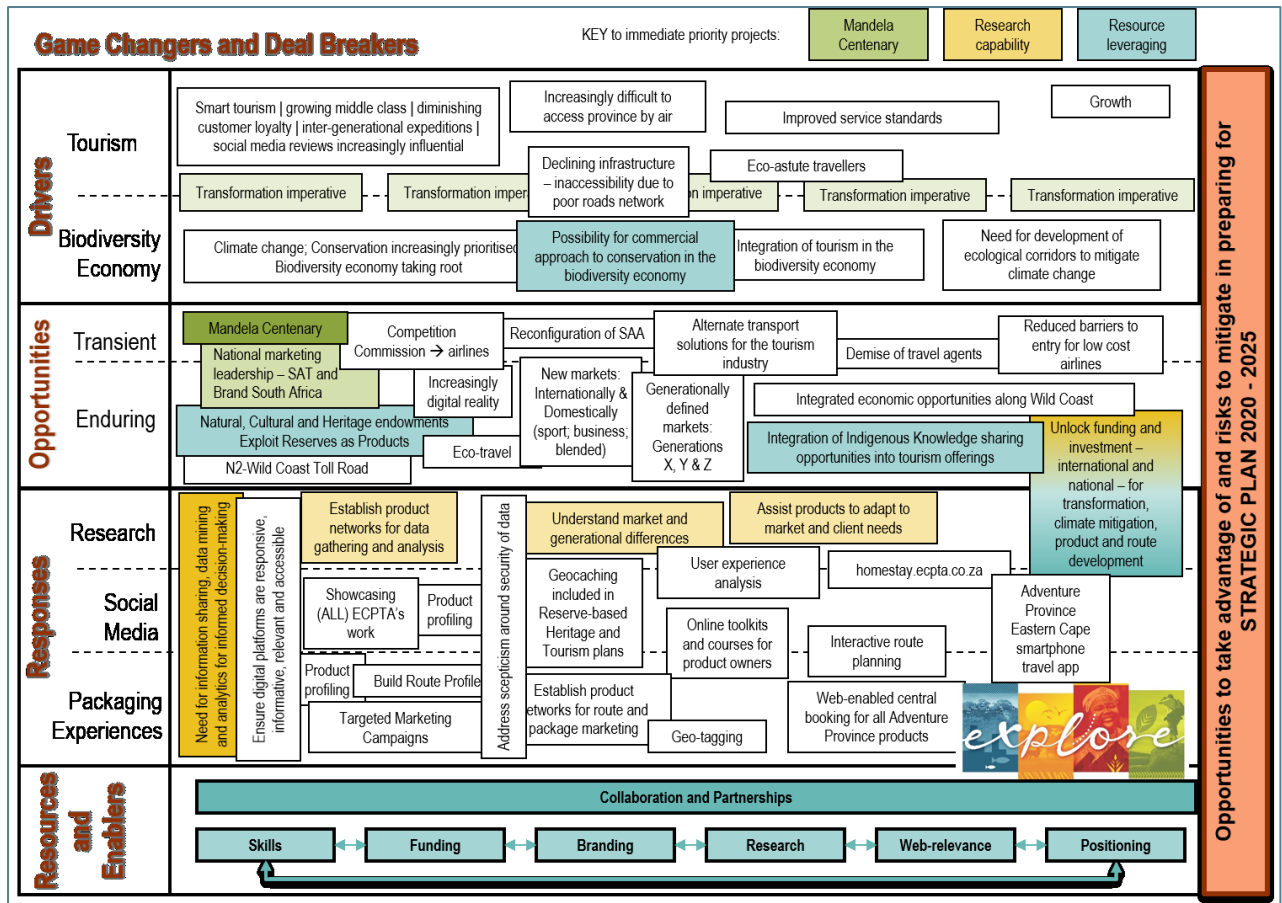 Game Changers and Deal Breakers
KEY to immediate priority projects:
Mandela
Centenary
Research
capability
Resource
leveraging
Drivers
Tourism
Smart tourism | growing middle class | diminishing
customer loyalty | inter-generational expeditions |
social media reviews increasingly influential
Increasingly difficult to
access province by air
Improved service standards
Growth
Declining infrastructure
– inaccessibility due to
poor roads network
Eco-astute travellers
Transformation imperative
Transformation
imperative
Transformation imperative
Transformation imperative
Biodiversity
Economy
Climate change; Conservation increasingly prioritised
Biodiversity economy taking root
Possibility for commercial
approach to conservation in the
biodiversity economy
Integration of tourism in the
biodiversity economy
Need for development of
ecological corridors to mitigate
climate change
Opportunities
Transient
Mandela Centenary
National marketing
leadership – SAT and
Brand South Africa
Competition
Commission → airlines
Reconfiguration of SAA
Alternate transport
solutions for the tourism
industry
Demise of travel agents
Reduced barriers to
entry for low cost
airlines
Enduring
Increasingly
digital reality
New markets:
Internationally &
Domestically
(sport; business;
blended)
Generationally
defined
markets:
Generations
X, Y & Z
Integrated economic opportunities along Wild Coast
Natural, Cultural and Heritage endowments
Exploit Reserves as Products
Eco-travel
N2-Wild Coast Toll Road
Integration of Indigenous Knowledge sharing
opportunities into tourism offerings
Unlock funding and
investment –
international and
national – for
transformation,
climate mitigation,
product and route
development
Responses
Research
Need for information sharing, data mining
and analytics for informed decision-making
Ensure digital platforms are responsive,
informative, relevant and accessible
Establish product
networks for data
gathering and analysis
Address scepticism around security of data
Understand market and
generational differences
Assist products to adapt to
market and client needs
User experience
analysis
homestay.ecpta.co.za
Social
Media
Showcasing
(ALL) ECPTA's
work
Product
profiling
Geocaching
included in
Reserve-based
Heritage and
Tourism plans
Online toolkits
and courses for
product owners
Interactive route
planning
Adventure
Province
Eastern Cape
smartphone
travel app
Packaging
Experiences
Product
profiling
Build Route Profile
Targeted Marketing
Campaigns
Establish product
networks for route and
package marketing
Geo-tagging
Web-enabled central
booking for all Adventure
Province products
explore
Resources
and
Enablers
Collaboration and Partnerships
Skills
Funding
Branding
Research
Web-relevance
Positioning
Opportunities to take advantage of and risks to mitigate in preparing for
STRATEGIC PLAN 2020 - 2025